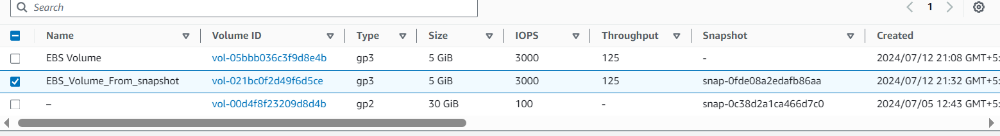 Search
1
Name Volume ID Type Size IOPS Throughput Snapshot Created
EBS Volume vol-05bbb036c3f9d8e4b gp3 5 GiB 3000 125 - 2024/07/12 21:08 GMT+5:
EBS_Volume_From_snapshot vol-021bc0f2d49f6d5ce gp3 5 GiB 3000 125 snap-0fde08a2edafb86aa 2024/07/12 21:32 GMT+5:
– vol-00d4f8f23209d8d4b gp2 30 GiB 100 - snap-0c38d2a1ca466d7c0 2024/07/05 12:43 GMT+5: